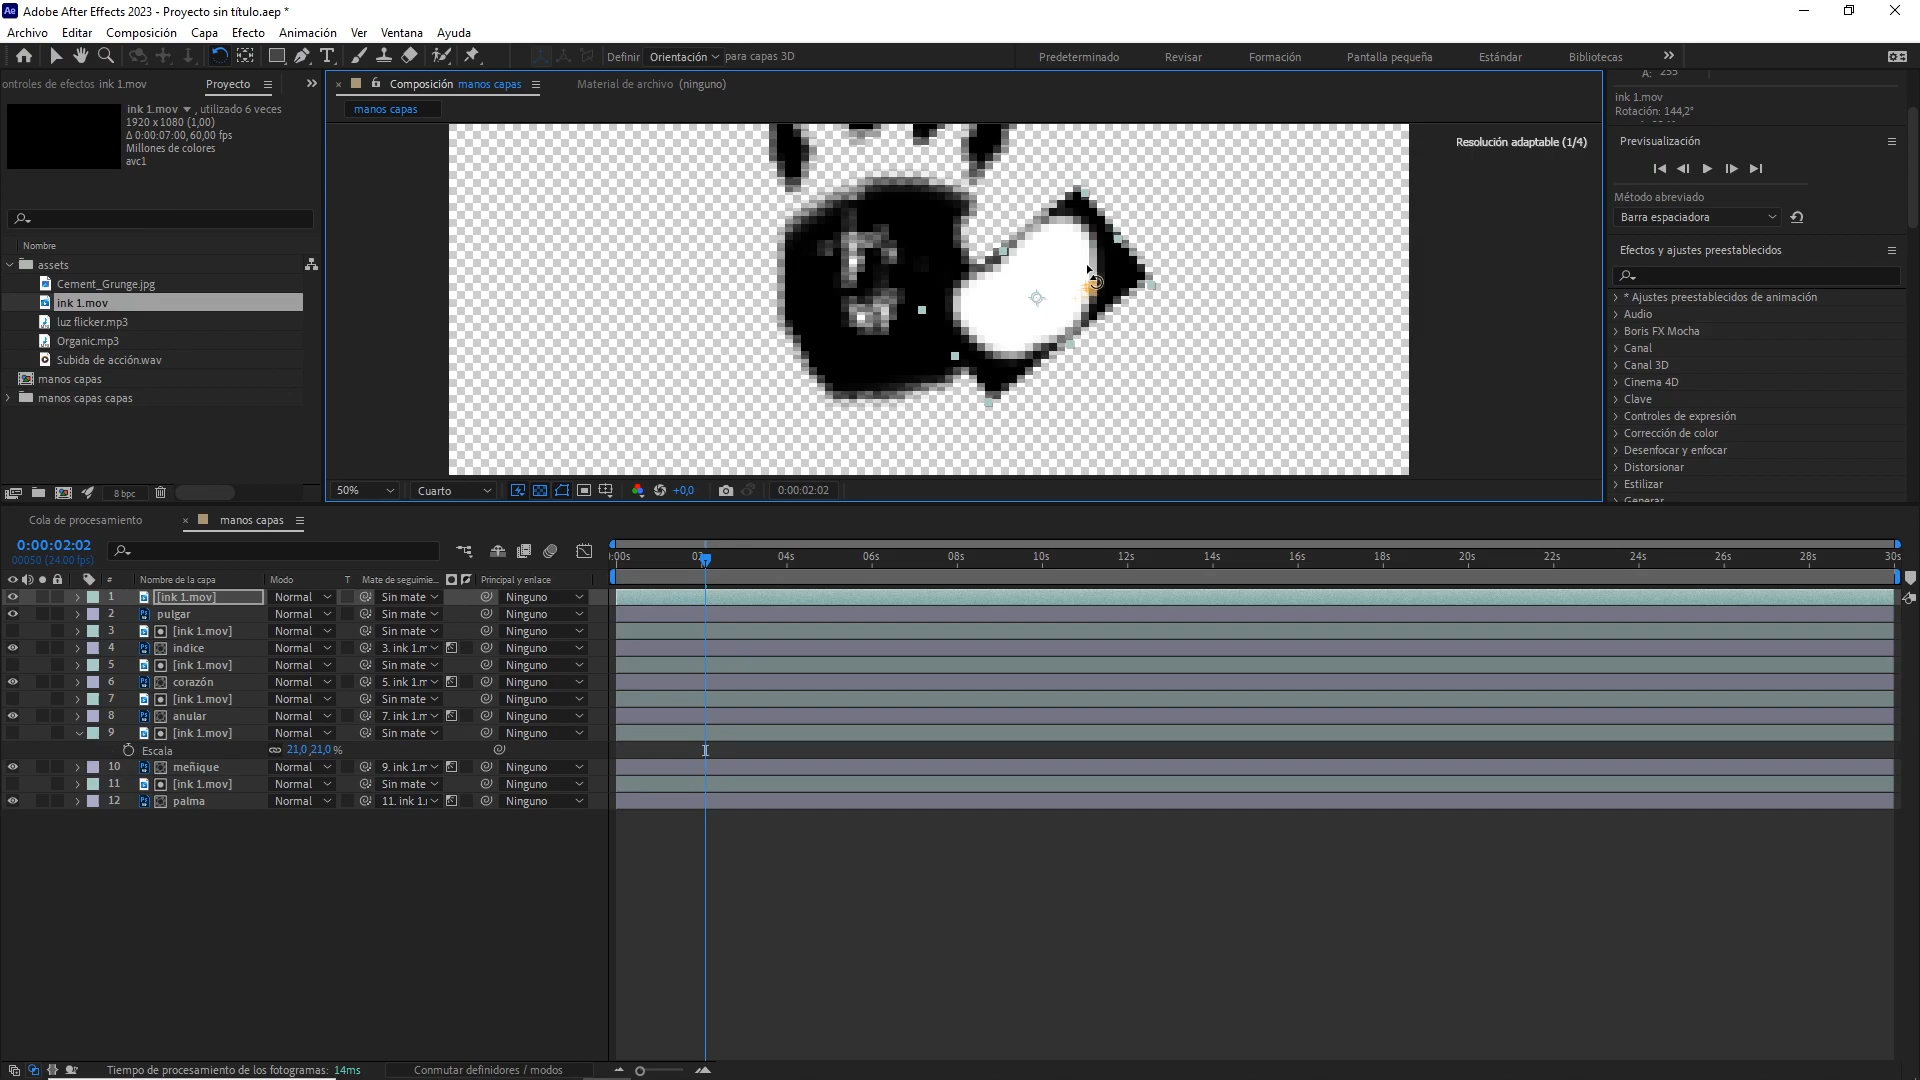 Adobe After Effects 2023 - Proyecto sin título.aep *
Archivo Editar Composición Capa Efecto Animación Ver Ventana Ayuda
Definir Orientación para capas 3D Predeterminado Revisar Formación Pantalla pequeña Estándar Bibliotecas
ontroles de efectos ink 1.mov Proyecto
Composición manos capas Material de archivo (ninguno)
manos capas
ink 1.mov , utilizado 6 veces
1920 x 1080 (1,00)
Δ 0:00:07:00, 60,00 fps
Millones de colores
avc1
Nombre
assets
Cement_Grunge.jpg
ink 1.mov
luz flicker.mp3
Organic.mp3
Subida de acción.wav
manos capas
manos capas capas
8 bpc
Resolución adaptable (1/4)
50% Cuarto +0,0 0:00:02:02
A: 255
ink 1.mov
Rotación: 144,2°
Previsualización
Método abreviado
Barra espaciadora
Efectos y ajustes preestablecidos
* Ajustes preestablecidos de animación
Audio
Boris FX Mocha
Canal
Canal 3D
Cinema 4D
Clave
Controles de expresión
Corrección de color
Desenfocar y enfocar
Distorsionar
Estilizar
Generar
Cola de procesamiento manos capas
0:00:02:02
00050 (24.00 fps)
:00s 02s 04s 06s 08s 10s 12s 14s 16s 18s 20s 22s 24s 26s 28s 30s
# Nombre de la capa Modo T Mate de seguimie... Principal y enlace
1 [ink 1.mov] Normal Sin mate Ninguno
2 pulgar Normal Sin mate Ninguno
3 [ink 1.mov] Normal Sin mate Ninguno
4 indice Normal 3. ink 1.m Ninguno
5 [ink 1.mov] Normal Sin mate Ninguno
6 corazón Normal 5. ink 1.m Ninguno
7 [ink 1.mov] Normal Sin mate Ninguno
8 anular Normal 7. ink 1.m Ninguno
9 [ink 1.mov] Normal Sin mate Ninguno
Escala 21,0,21,0 %
10 meñique Normal 9. ink 1.m Ninguno
11 [ink 1.mov] Normal Sin mate Ninguno
12 palma Normal 11. ink 1.i Ninguno
Tiempo de procesamiento de los fotogramas: 14ms Conmutar definidores / modos